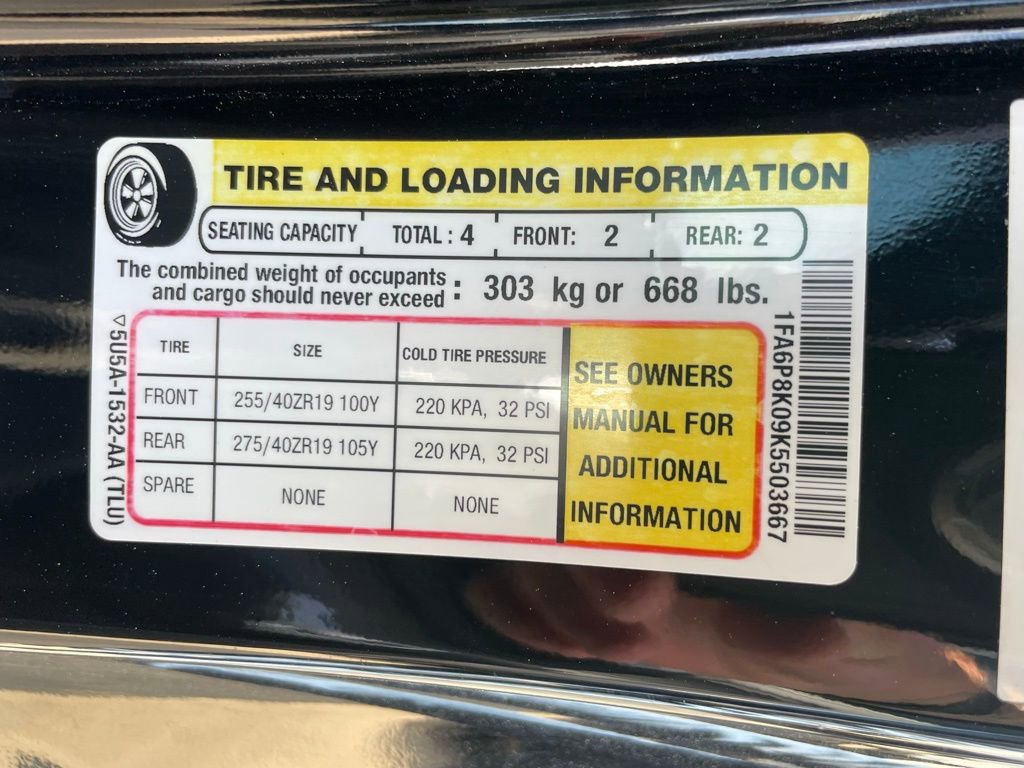 TIRE AND LOADING INFORMATION
SEATING CAPACITY TOTAL : 4 FRONT: 2 REAR: 2
The combined weight of occupants
and cargo should never exceed : 303 kg or 668 lbs.
TIRE SIZE COLD TIRE PRESSURE
FRONT 255/40ZR19 100Y 220 KPA, 32 PSI
REAR 275/40ZR19 105Y 220 KPA, 32 PSI
SPARE NONE NONE
SEE OWNERS
MANUAL FOR
ADDITIONAL
INFORMATION
5U5A-1532-AA (TLU)
1FA6P8K09K5503667